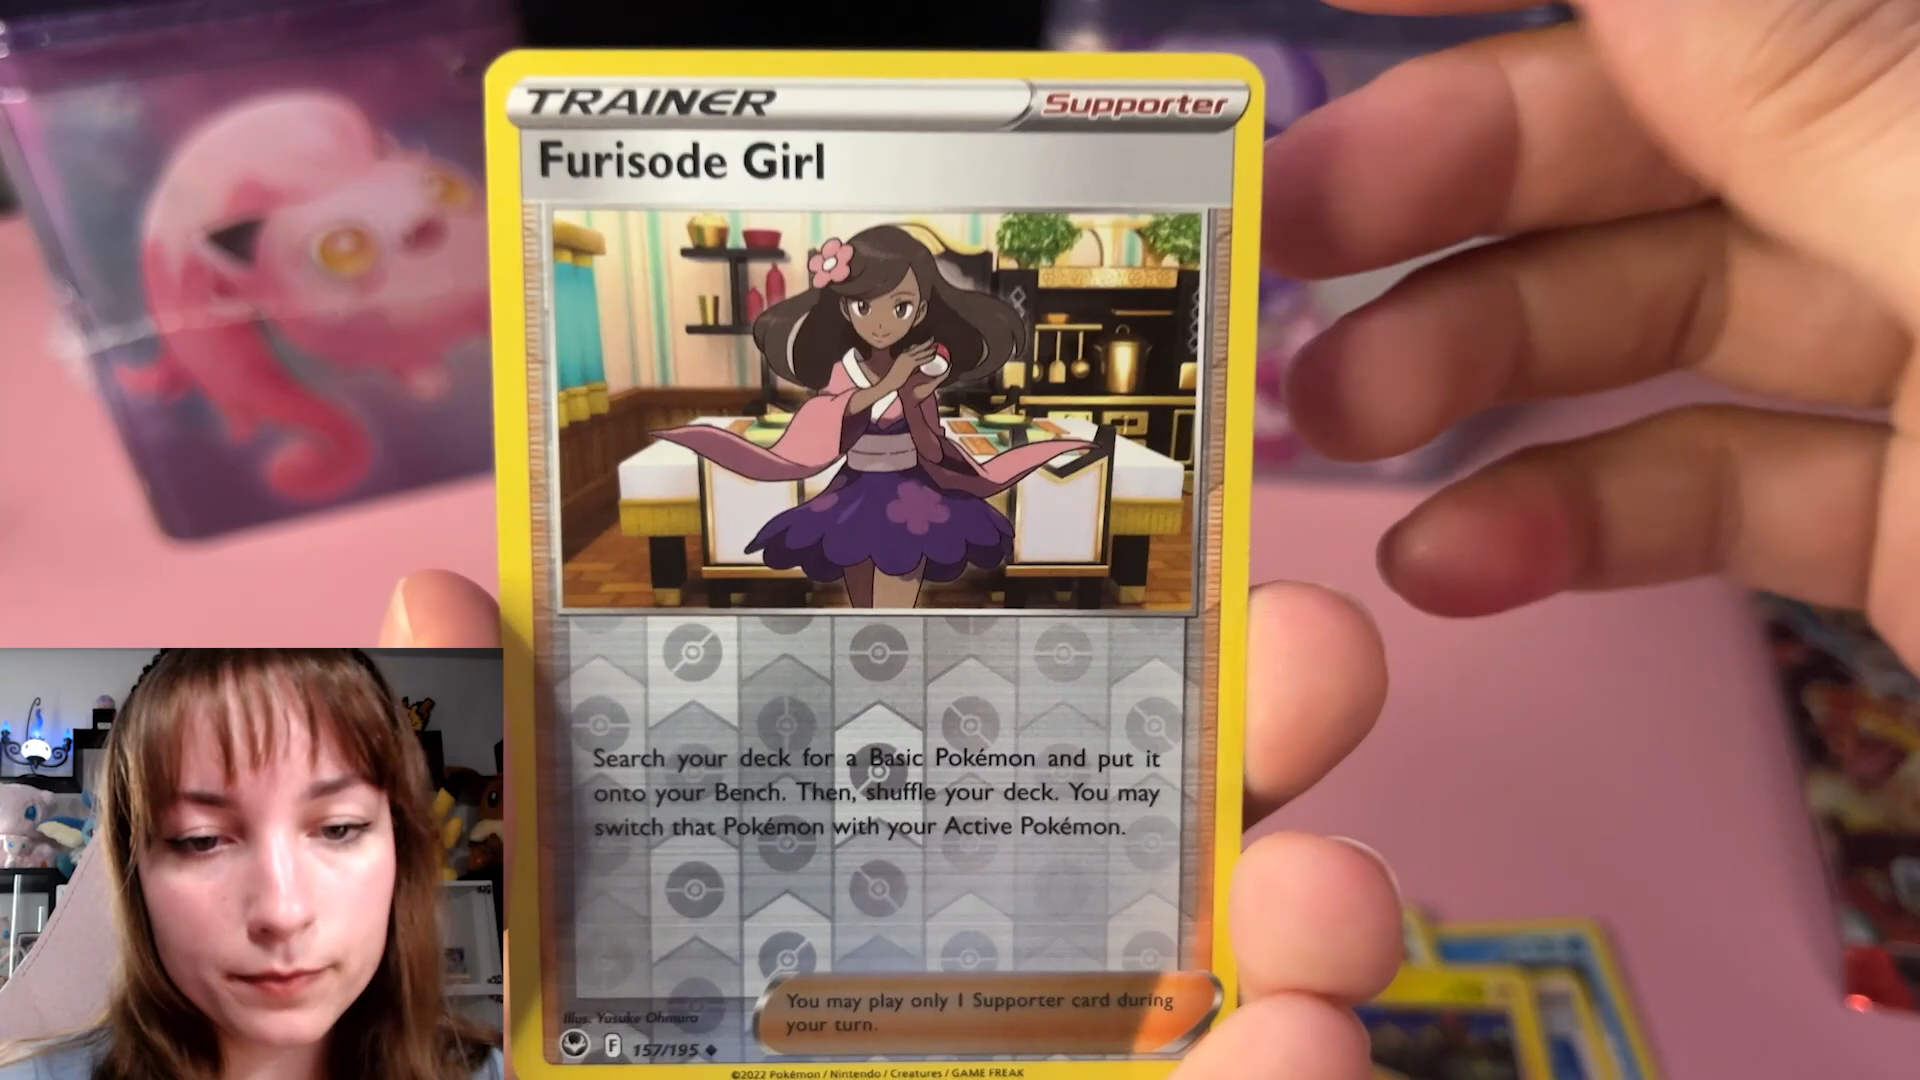 TRAINER
Supporter
Furisode Girl
Search your deck for a Basic Pokémon and put it
onto your Bench. Then, shuffle your deck. You may
switch that Pokémon with your Active Pokémon.
You may play only 1 Supporter card during
your turn.
Illus. Yusuke Ohmura
F 157/195
©2022 Pokémon / Nintendo / Creatures / GAME FREAK